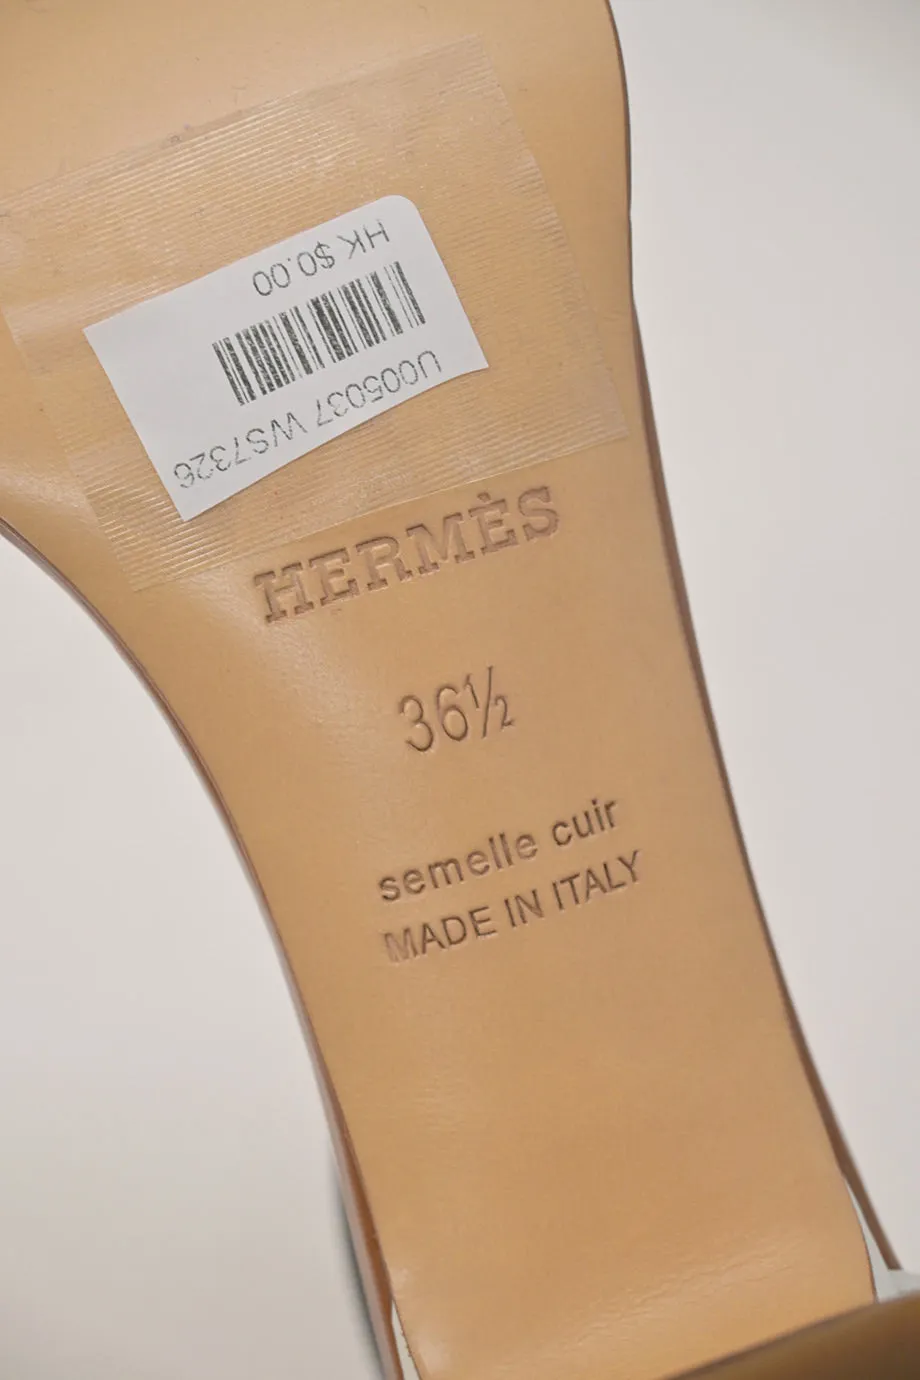 HK $0.00
U005037 WS7326
HERMÈS
36½
semelle cuir
MADE IN ITALY